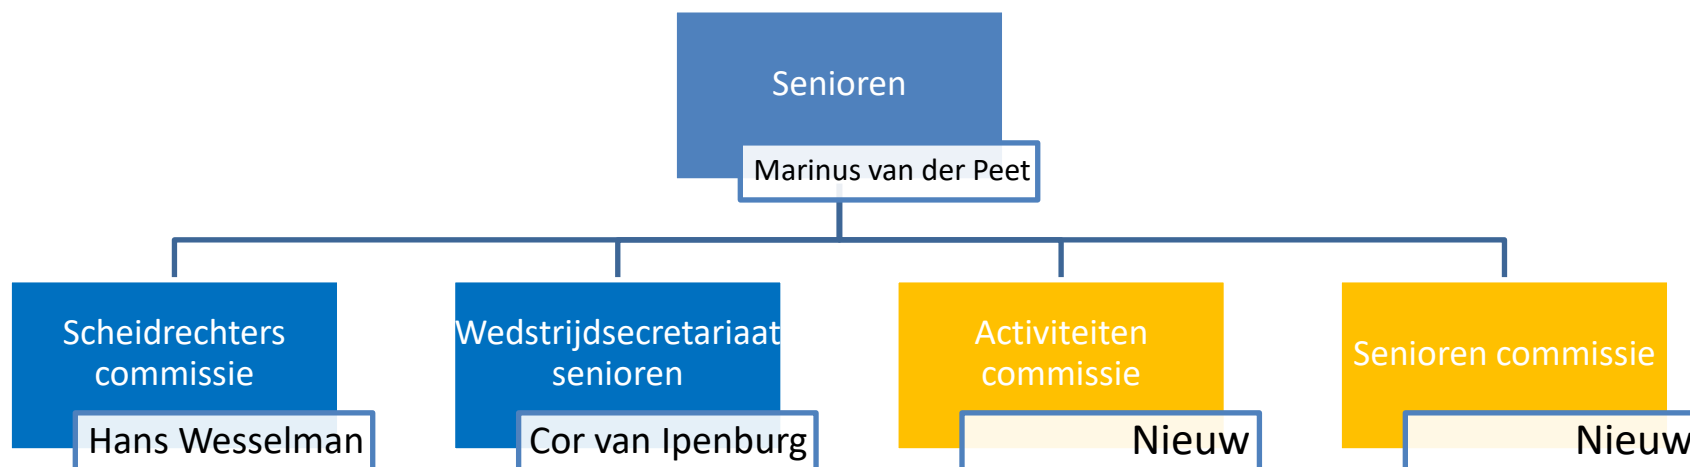 Senioren
Marinus van der Peet
Scheidrechters
commissie
Hans Wesselman
Wedstrijdsecretariaat
senioren
Cor van Ipenburg
Activiteiten
commissie
Nieuw
Senioren commissie
Nieuw